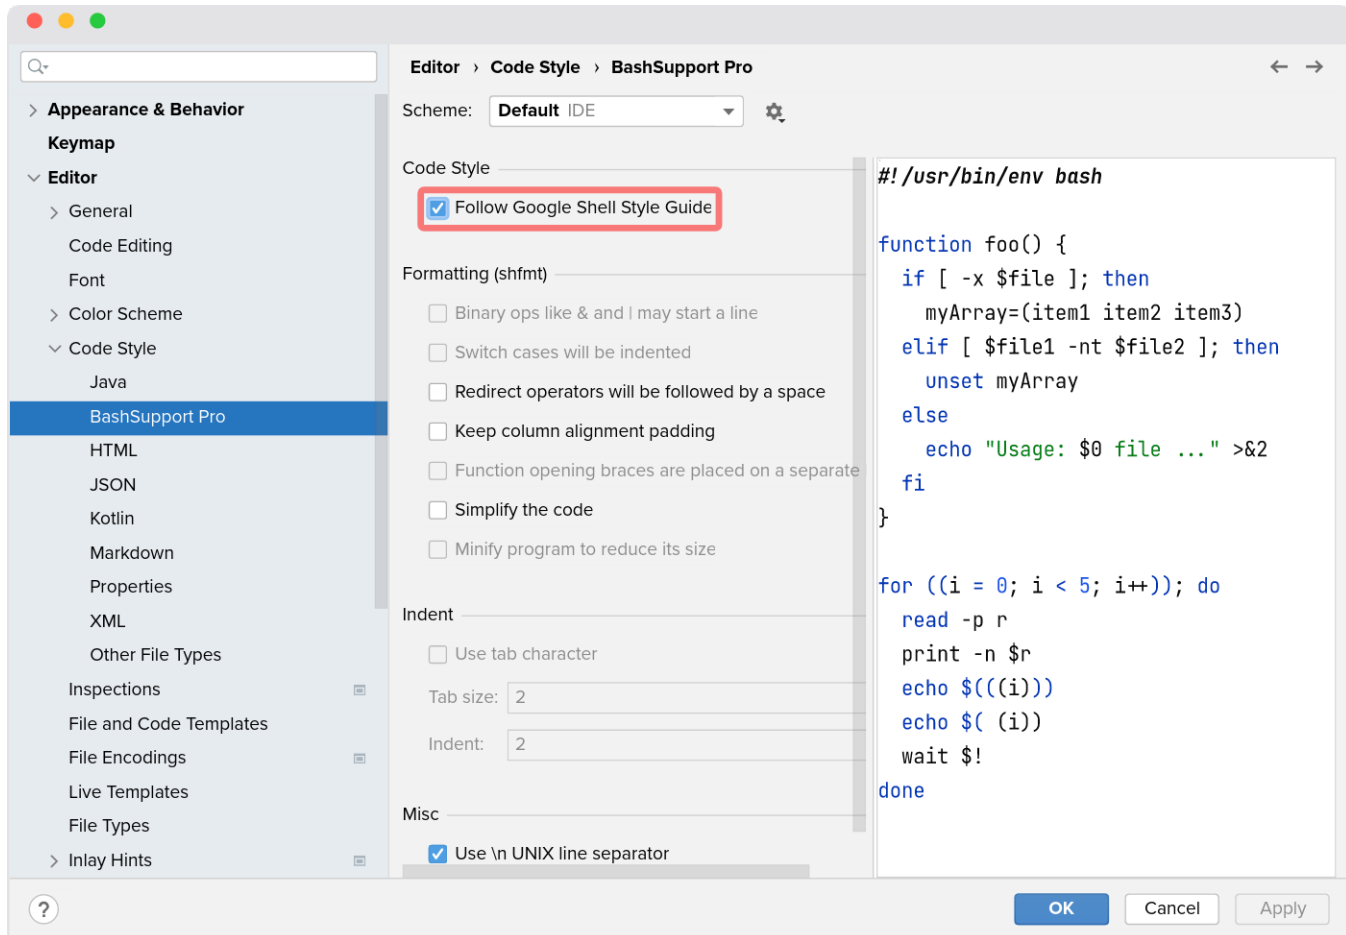 Appearance & Behavior
Keymap
Editor
General
Code Editing
Font
Color Scheme
Code Style
Java
BashSupport Pro
HTML
JSON
Kotlin
Markdown
Properties
XML
Other File Types
Inspections
File and Code Templates
File Encodings
Live Templates
File Types
Inlay Hints
Editor › Code Style › BashSupport Pro
Scheme: Default IDE
Code Style
Follow Google Shell Style Guide
Formatting (shfmt)
Binary ops like & and | may start a line
Switch cases will be indented
Redirect operators will be followed by a space
Keep column alignment padding
Function opening braces are placed on a separate
Simplify the code
Minify program to reduce its size
Indent
Use tab character
Tab size: 2
Indent: 2
Misc
Use \n UNIX line separator
#!/usr/bin/env bash
function foo() {
if [ -x $file ]; then
myArray=(item1 item2 item3)
elif [ $file1 -nt $file2 ]; then
unset myArray
else
echo "Usage: $0 file ..." >&2
fi
}
for ((i = 0; i < 5; i++)); do
read -p r
print -n $r
echo $(((i)))
echo $( (i))
wait $!
done
?
OK
Cancel
Apply